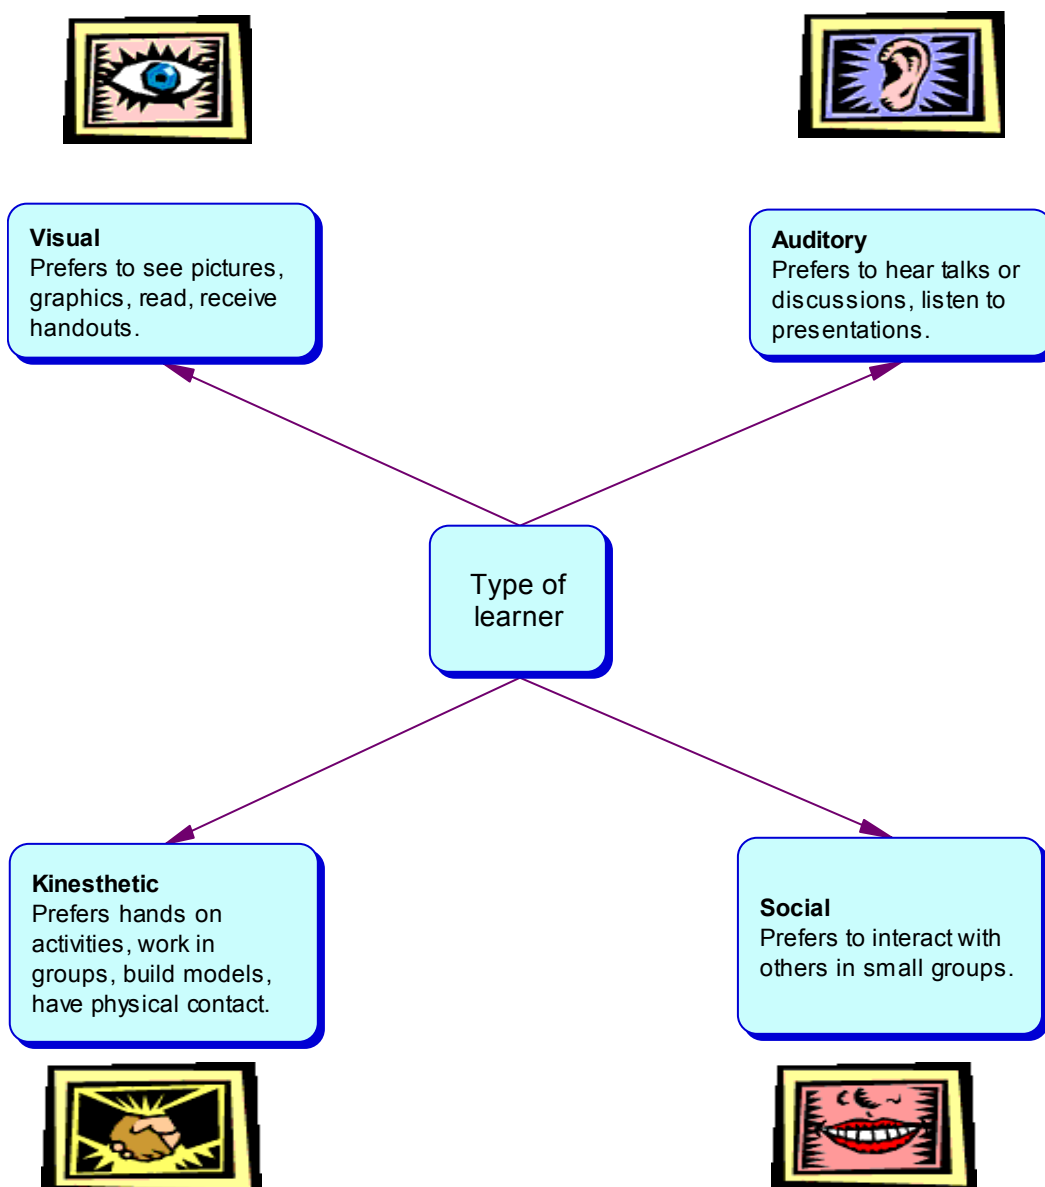 Visual
Prefers to see pictures,
graphics, read, receive
handouts.
Auditory
Prefers to hear talks or
discussions, listen to
presentations.
Type of
learner
Kinesthetic
Prefers hands on
activities, work in
groups, build models,
have physical contact.
Social
Prefers to interact with
others in small groups.